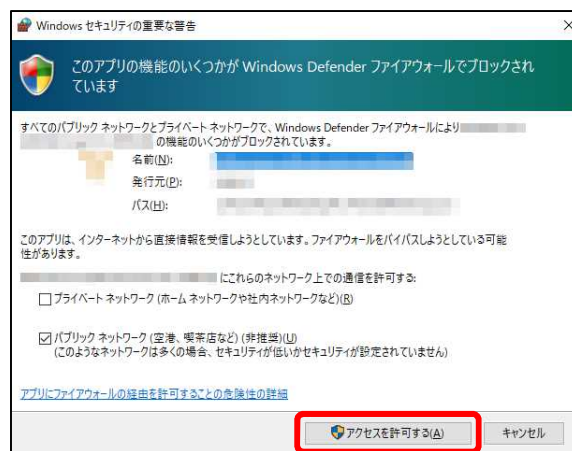 Windows セキュリティの重要な警告
このアプリの機能のいくつかが Windows Defender ファイアウォールでブロックされ
ています
すべてのパブリック ネットワークとプライベート ネットワークで、Windows Defender ファイアウォールにより
の機能のいくつかがブロックされています。
名前(N):
発行元(P):
パス(H):
このアプリは、インターネットから直接情報を受信しようとしています。ファイアウォールをバイパスしようとしている可能
性があります。
にこれらのネットワーク上での通信を許可する:
プライベート ネットワーク (ホーム ネットワークや社内ネットワークなど)(R)
パブリック ネットワーク (空港、喫茶店など) (非推奨)(U)
(このようなネットワークは多くの場合、セキュリティが低いかセキュリティが設定されていません)
アプリにファイアウォールの経由を許可することの危険性の詳細
アクセスを許可する(A)
キャンセル